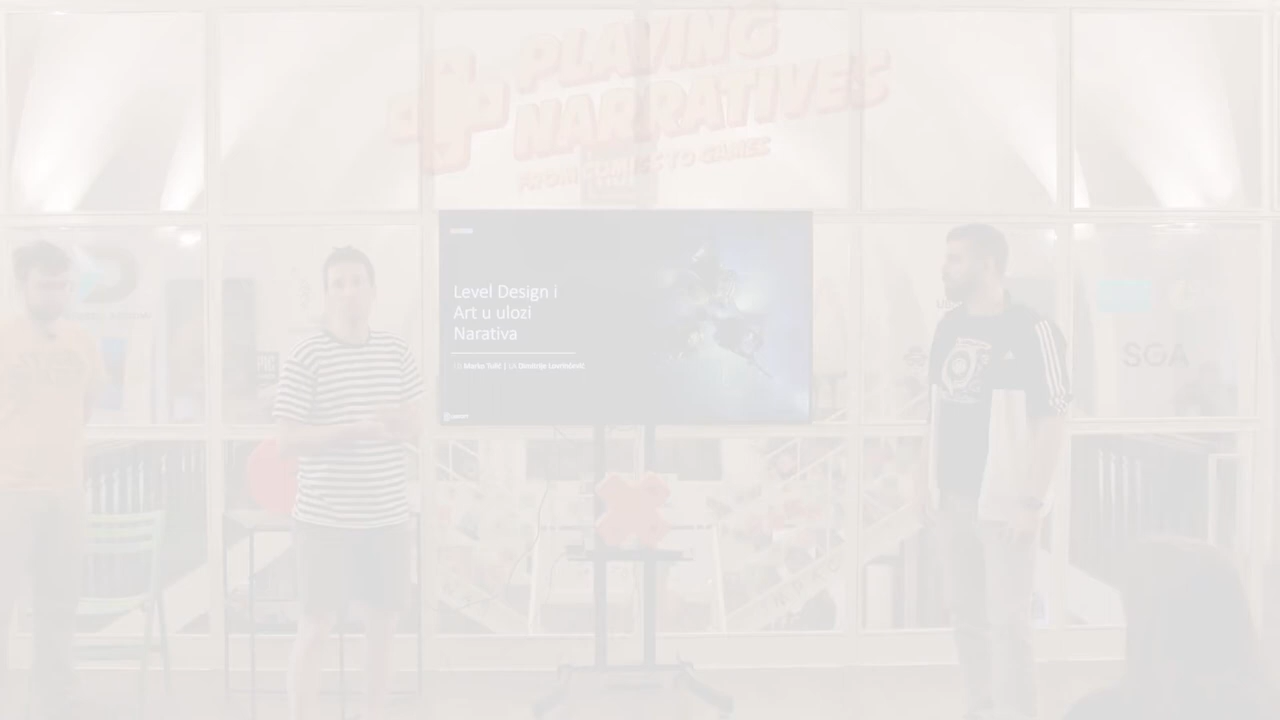 PLAYING
NARRATIVES
FROM COMICS TO GAMES
Level Design i
Art u ulozi
Narativa
SGA